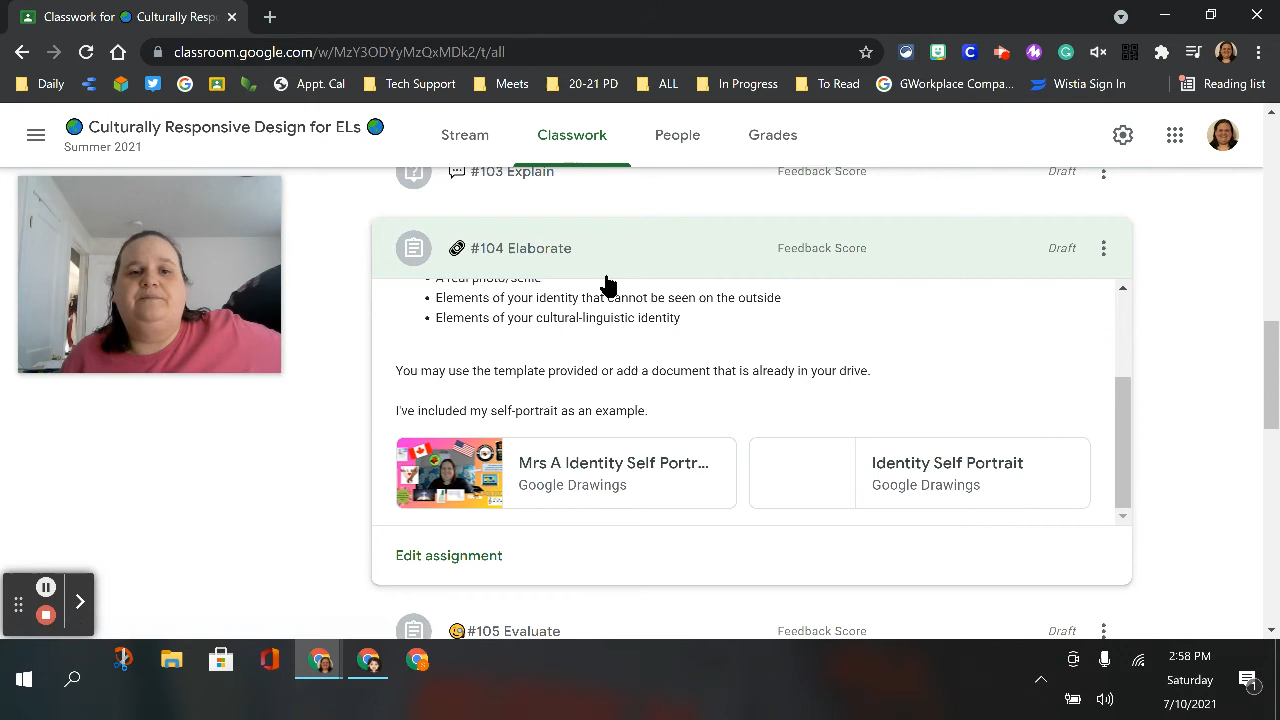 Classwork for 🌏 Culturally Resp
classroom.google.com/w/MzY3ODYyMzQxMDk2/t/all
Daily
Appt. Cal
Tech Support
Meets
20-21 PD
ALL
In Progress
To Read
GWorkplace Compa...
Wistia Sign In
Reading list
🌏 Culturally Responsive Design for ELs 🌏
Summer 2021
Stream
Classwork
People
Grades
#103 Explain
Feedback Score
Draft
#104 Elaborate
Feedback Score
Draft
• A real photo/selfie
• Elements of your identity that cannot be seen on the outside
• Elements of your cultural-linguistic identity
You may use the template provided or add a document that is already in your drive.
I've included my self-portrait as an example.
Mrs A Identity Self Portr...
Google Drawings
Identity Self Portrait
Google Drawings
Edit assignment
#105 Evaluate
Feedback Score
Draft
2:58 PM
Saturday
7/10/2021
1